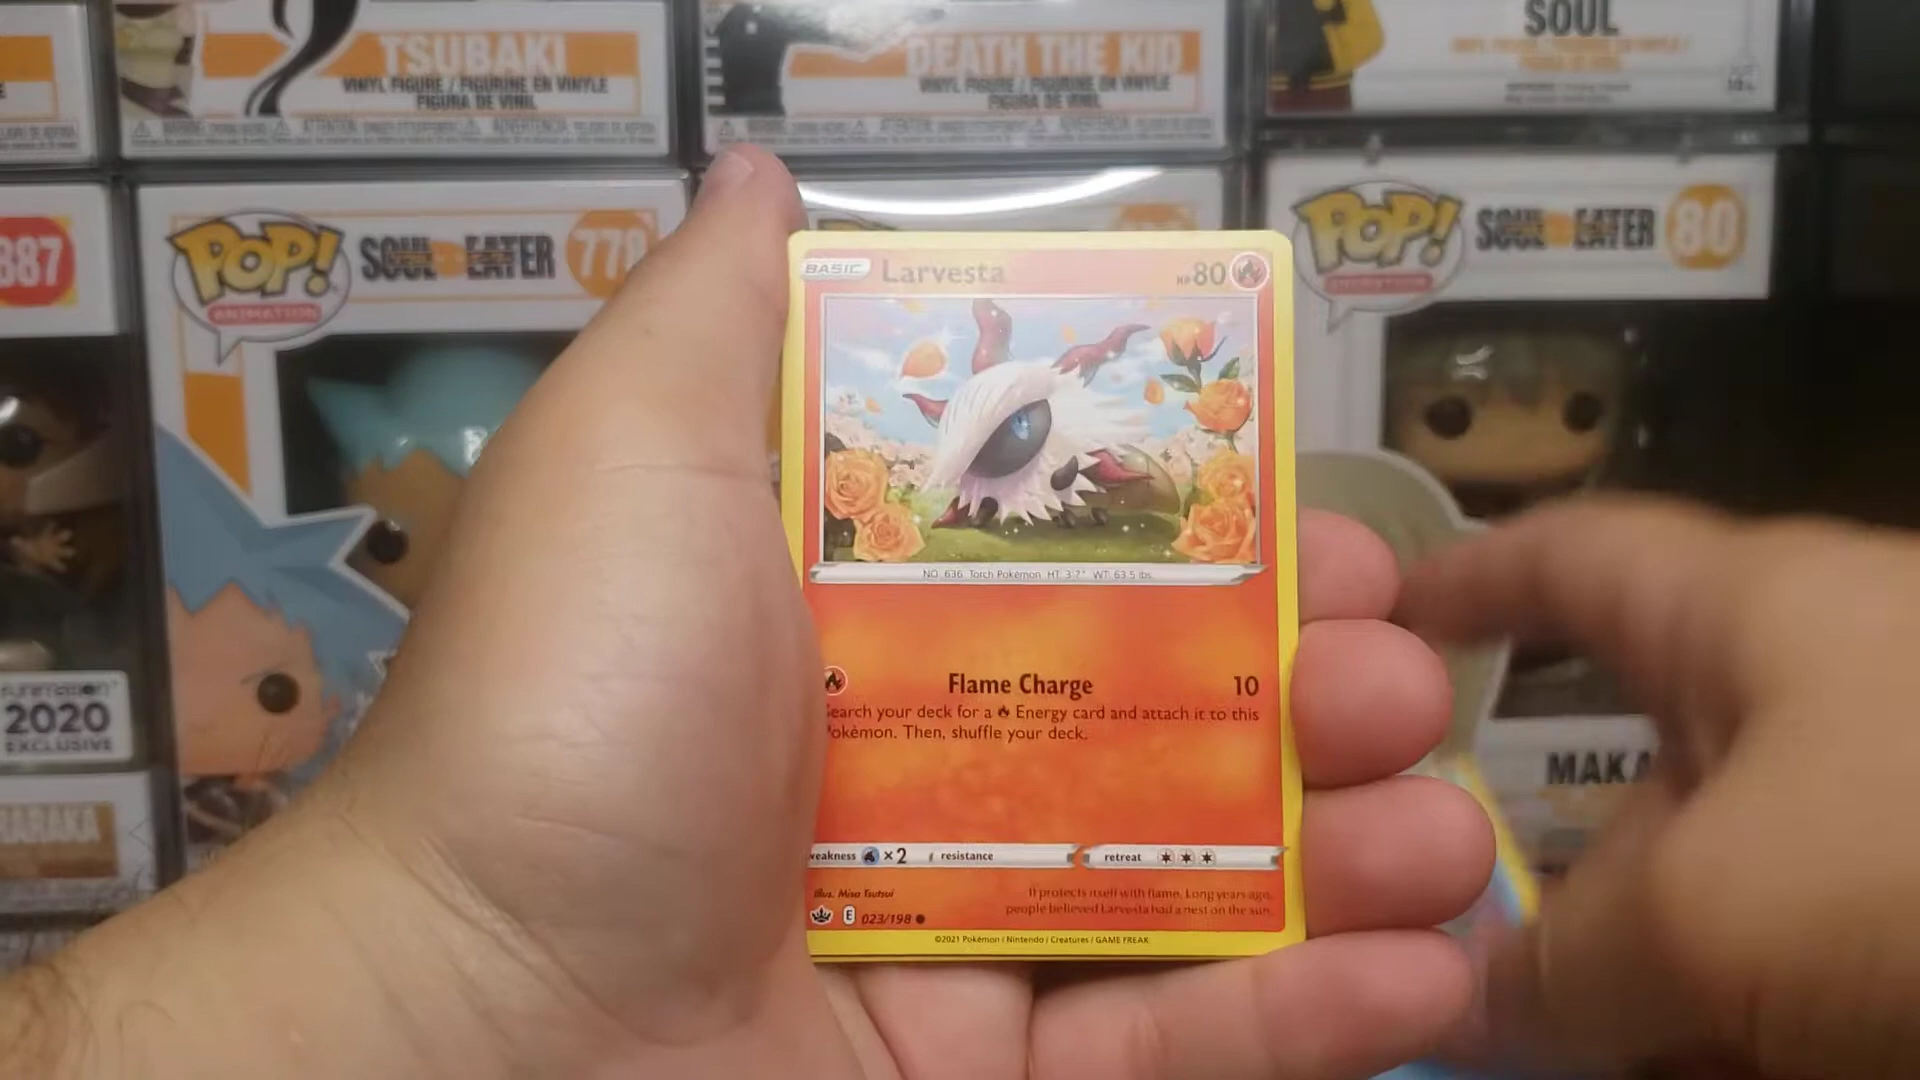 TSUBAKI
VINYL FIGURE / FIGURINE EN VINYLE
FIGURA DE VINIL
DEATH THE KID
VINYL FIGURE / FIGURINE EN VINYLE
FIGURA DE VINIL
SOUL
887
POP!
ANIMATION
SOUL EATER
778
POP!
ANIMATION
SOUL EATER
80
BASIC
Larvesta
HP80
NO. 636 Torch Pokémon HT: 3'7" WT: 63.5 lbs.
Flame Charge 10
Search your deck for a Energy card and attach it to this
Pokémon. Then, shuffle your deck.
weakness ×2 resistance retreat
Illus. Misa Tsutsui
It protects itself with flame. Long years ago,
people believed Larvesta had a nest on the sun.
E 023/198
©2021 Pokémon / Nintendo / Creatures / GAME FREAK
2020
EXCLUSIVE
MAKA